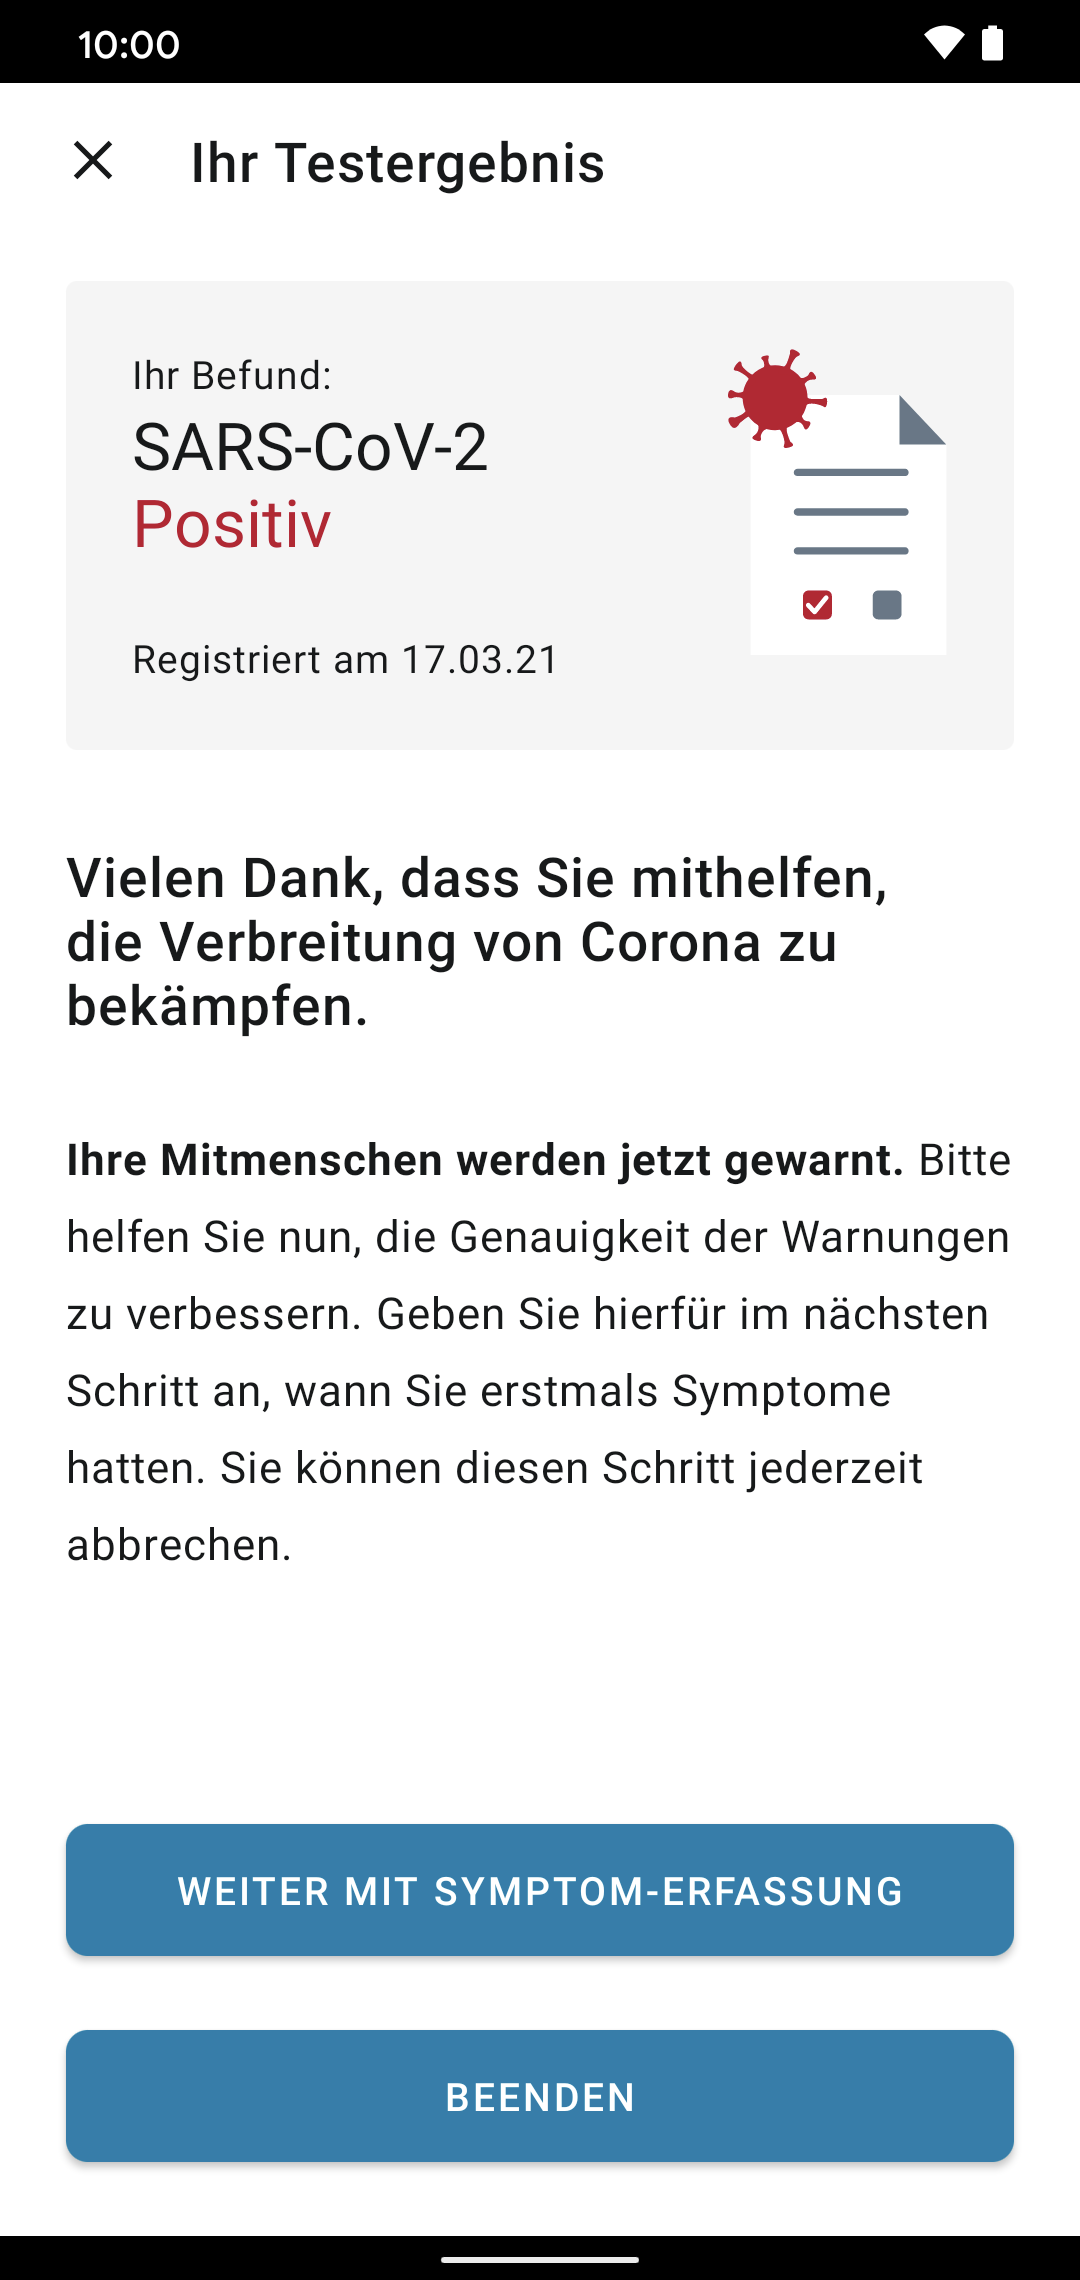 10:00
Ihr Testergebnis
Ihr Befund:
SARS-CoV-2
Positiv
Registriert am 17.03.21
Vielen Dank, dass Sie mithelfen,
die Verbreitung von Corona zu
bekämpfen.
Ihre Mitmenschen werden jetzt gewarnt. Bitte
helfen Sie nun, die Genauigkeit der Warnungen
zu verbessern. Geben Sie hierfür im nächsten
Schritt an, wann Sie erstmals Symptome
hatten. Sie können diesen Schritt jederzeit
abbrechen.
WEITER MIT SYMPTOM-ERFASSUNG
BEENDEN